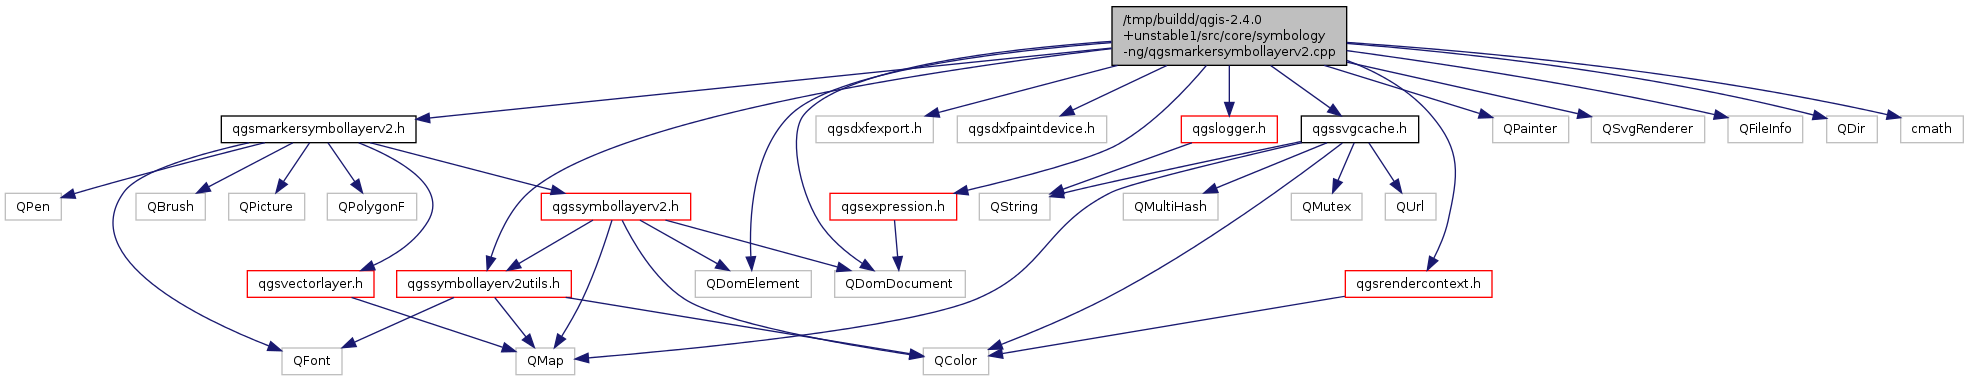 /tmp/buildd/qgis-2.4.0
+unstable1/src/core/symbology
-ng/qgsmarkersymbollayerv2.cpp
qgsmarkersymbollayerv2.h
qgsdxfexport.h
qgsdxfpaintdevice.h
qgslogger.h
qgssvgcache.h
QPainter
QSvgRenderer
QFileInfo
QDir
cmath
QPen
QBrush
QPicture
QPolygonF
qgssymbollayerv2.h
qgsexpression.h
QString
QMultiHash
QMutex
QUrl
qgsvectorlayer.h
qgssymbollayerv2utils.h
QDomElement
QDomDocument
qgsrendercontext.h
QFont
QMap
QColor